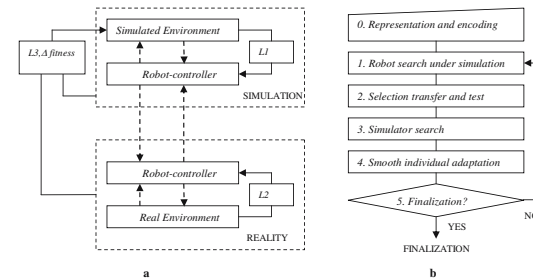 Simulated Environment
L1
L3,Δ fitness
Robot-controller
SIMULATION
Robot-controller
L2
Real Environment
REALITY
a
0. Representation and encoding
1. Robot search under simulation
2. Selection transfer and test
3. Simulator search
4. Smooth individual adaptation
5. Finalization?
YES
FINALIZATION
b